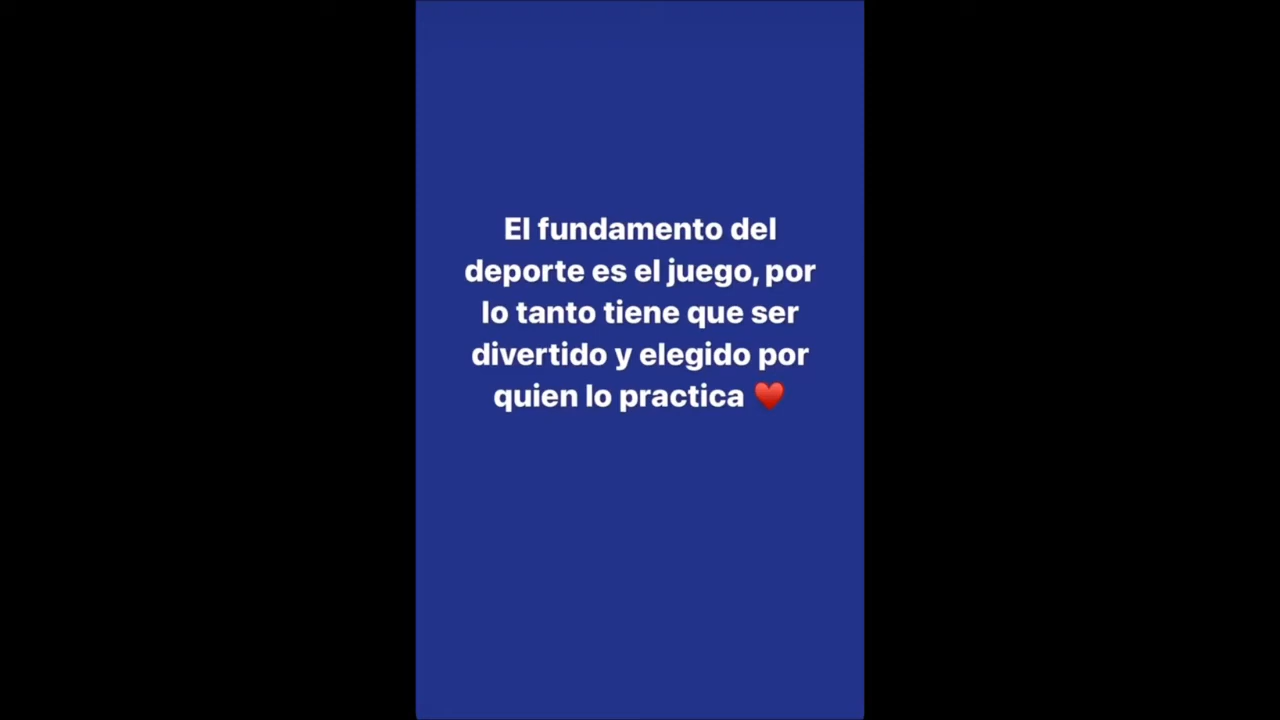 El fundamento del
deporte es el juego, por
lo tanto tiene que ser
divertido y elegido por
quien lo practica ♥️